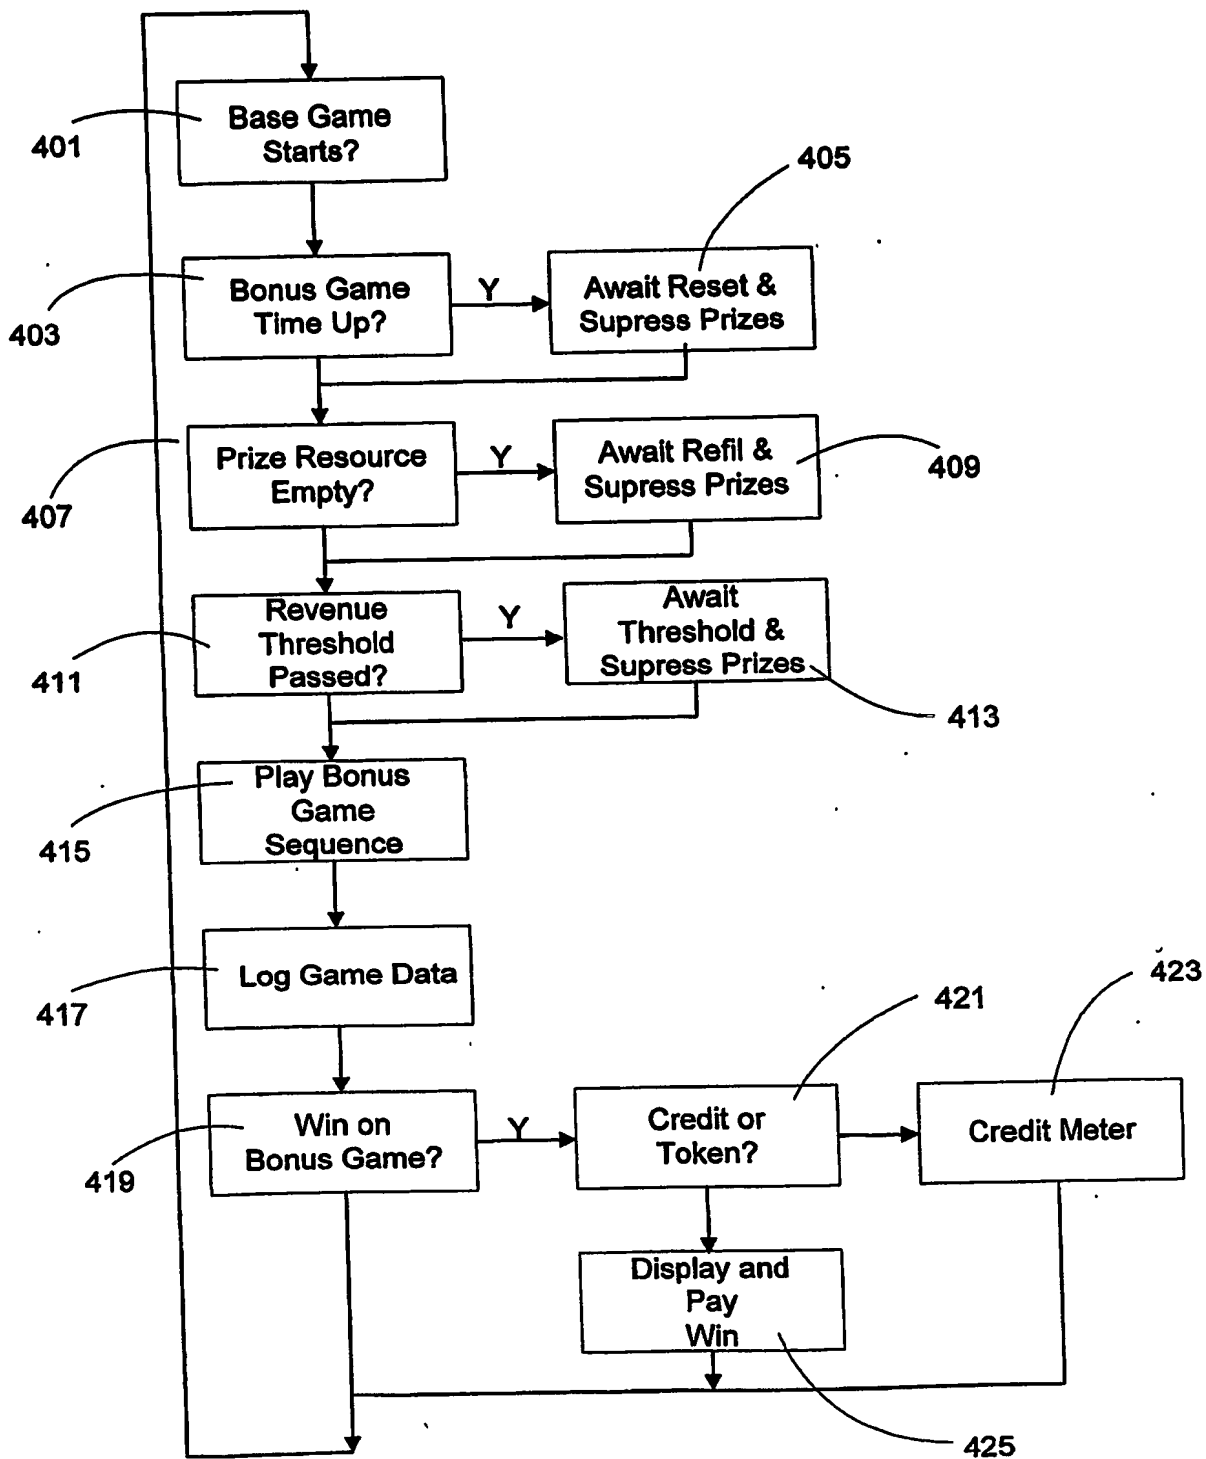 Base Game
Starts?
401
405
Bonus Game
Time Up?
Y
Await Reset &
Supress Prizes
403
Prize Resource
Empty?
Y
Await Refil &
Supress Prizes
407
409
Revenue
Threshold
Passed?
Y
Await
Threshold &
Supress Prizes
411
413
Play Bonus
Game
Sequence
415
Log Game Data
417
421
423
Win on
Bonus Game?
Y
Credit or
Token?
Credit Meter
419
Display and
Pay
Win
425